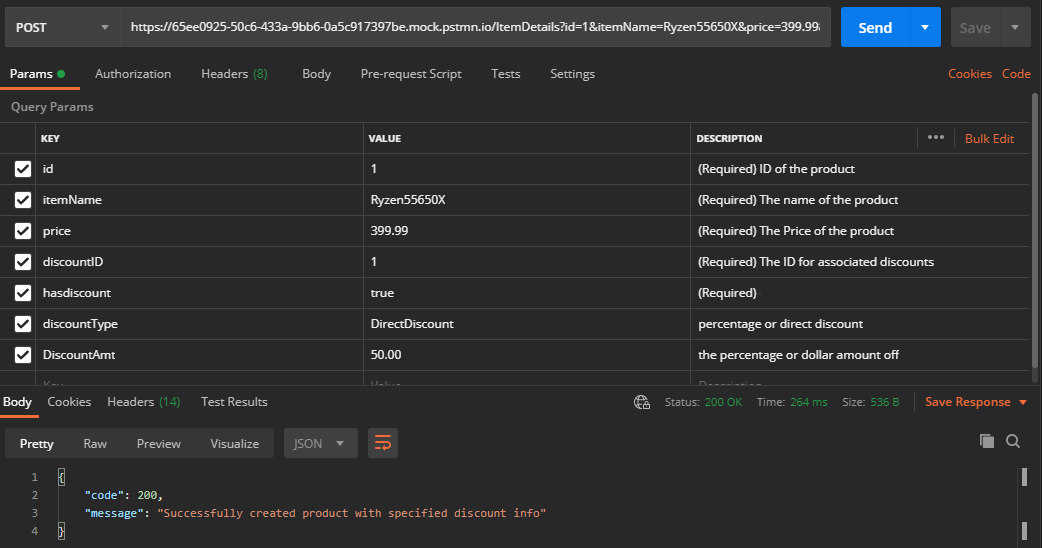 POST https://65ee0925-50c6-433a-9bb6-0a5c917397be.mock.pstmn.io/ItemDetails?id=1&itemName=Ryzen55650X&price=399.99& Send Save
Params Authorization Headers (8) Body Pre-request Script Tests Settings Cookies Code
Query Params
KEY VALUE DESCRIPTION ••• Bulk Edit
id 1 (Required) ID of the product
itemName Ryzen55650X (Required) The name of the product
price 399.99 (Required) The Price of the product
discountID 1 (Required) The ID for associated discounts
hasdiscount true (Required)
discountType DirectDiscount percentage or direct discount
DiscountAmt 50.00 the percentage or dollar amount off
Key Value Description
Body Cookies Headers (14) Test Results Status: 200 OK Time: 264 ms Size: 536 B Save Response
Pretty Raw Preview Visualize JSON
1 {
2 "code": 200,
3 "message": "Successfully created product with specified discount info"
4 }